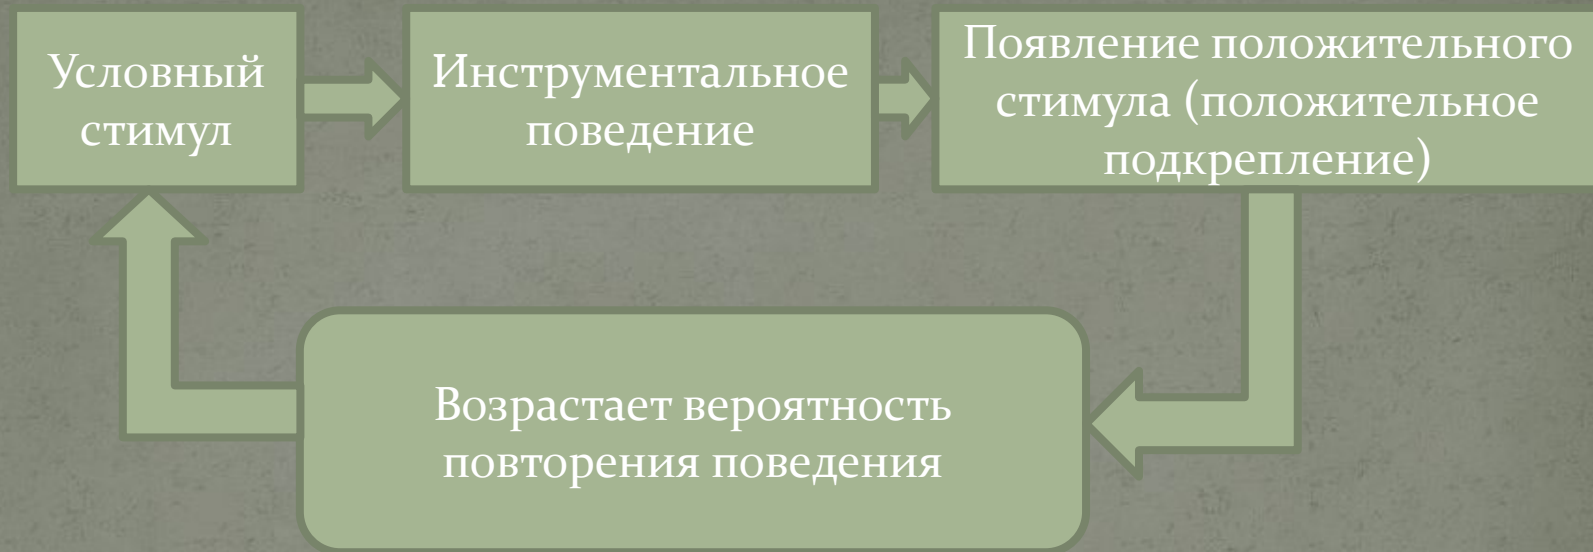 Условный
стимул
Инструментальное
поведение
Появление положительного
стимула (положительное
подкрепление)
Возрастает вероятность
повторения поведения